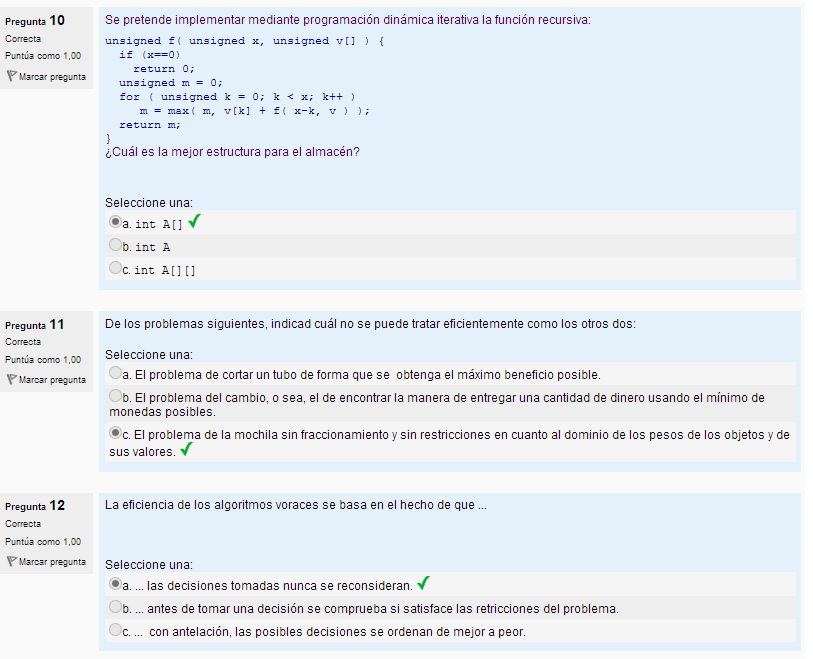 Pregunta 10
Correcta
Puntúa como 1,00
Marcar pregunta
Se pretende implementar mediante programación dinámica iterativa la función recursiva:
unsigned f( unsigned x, unsigned v[] ) {
if (x==0)
return 0;
unsigned m = 0;
for ( unsigned k = 0; k < x; k++ )
m = max( m, v[k] + f( x-k, v ) );
return m;
}
¿Cuál es la mejor estructura para el almacén?
Seleccione una:
a. int A[]
b. int A
c. int A[][]
Pregunta 11
Correcta
Puntúa como 1,00
Marcar pregunta
De los problemas siguientes, indicad cuál no se puede tratar eficientemente como los otros dos:
Seleccione una:
a. El problema de cortar un tubo de forma que se obtenga el máximo beneficio posible.
b. El problema del cambio, o sea, el de encontrar la manera de entregar una cantidad de dinero usando el mínimo de
monedas posibles.
c. El problema de la mochila sin fraccionamiento y sin restricciones en cuanto al dominio de los pesos de los objetos y de
sus valores.
Pregunta 12
Correcta
Puntúa como 1,00
Marcar pregunta
La eficiencia de los algoritmos voraces se basa en el hecho de que ...
Seleccione una:
a. ... las decisiones tomadas nunca se reconsideran.
b. ... antes de tomar una decisión se comprueba si satisface las retricciones del problema.
c. ... con antelación, las posibles decisiones se ordenan de mejor a peor.